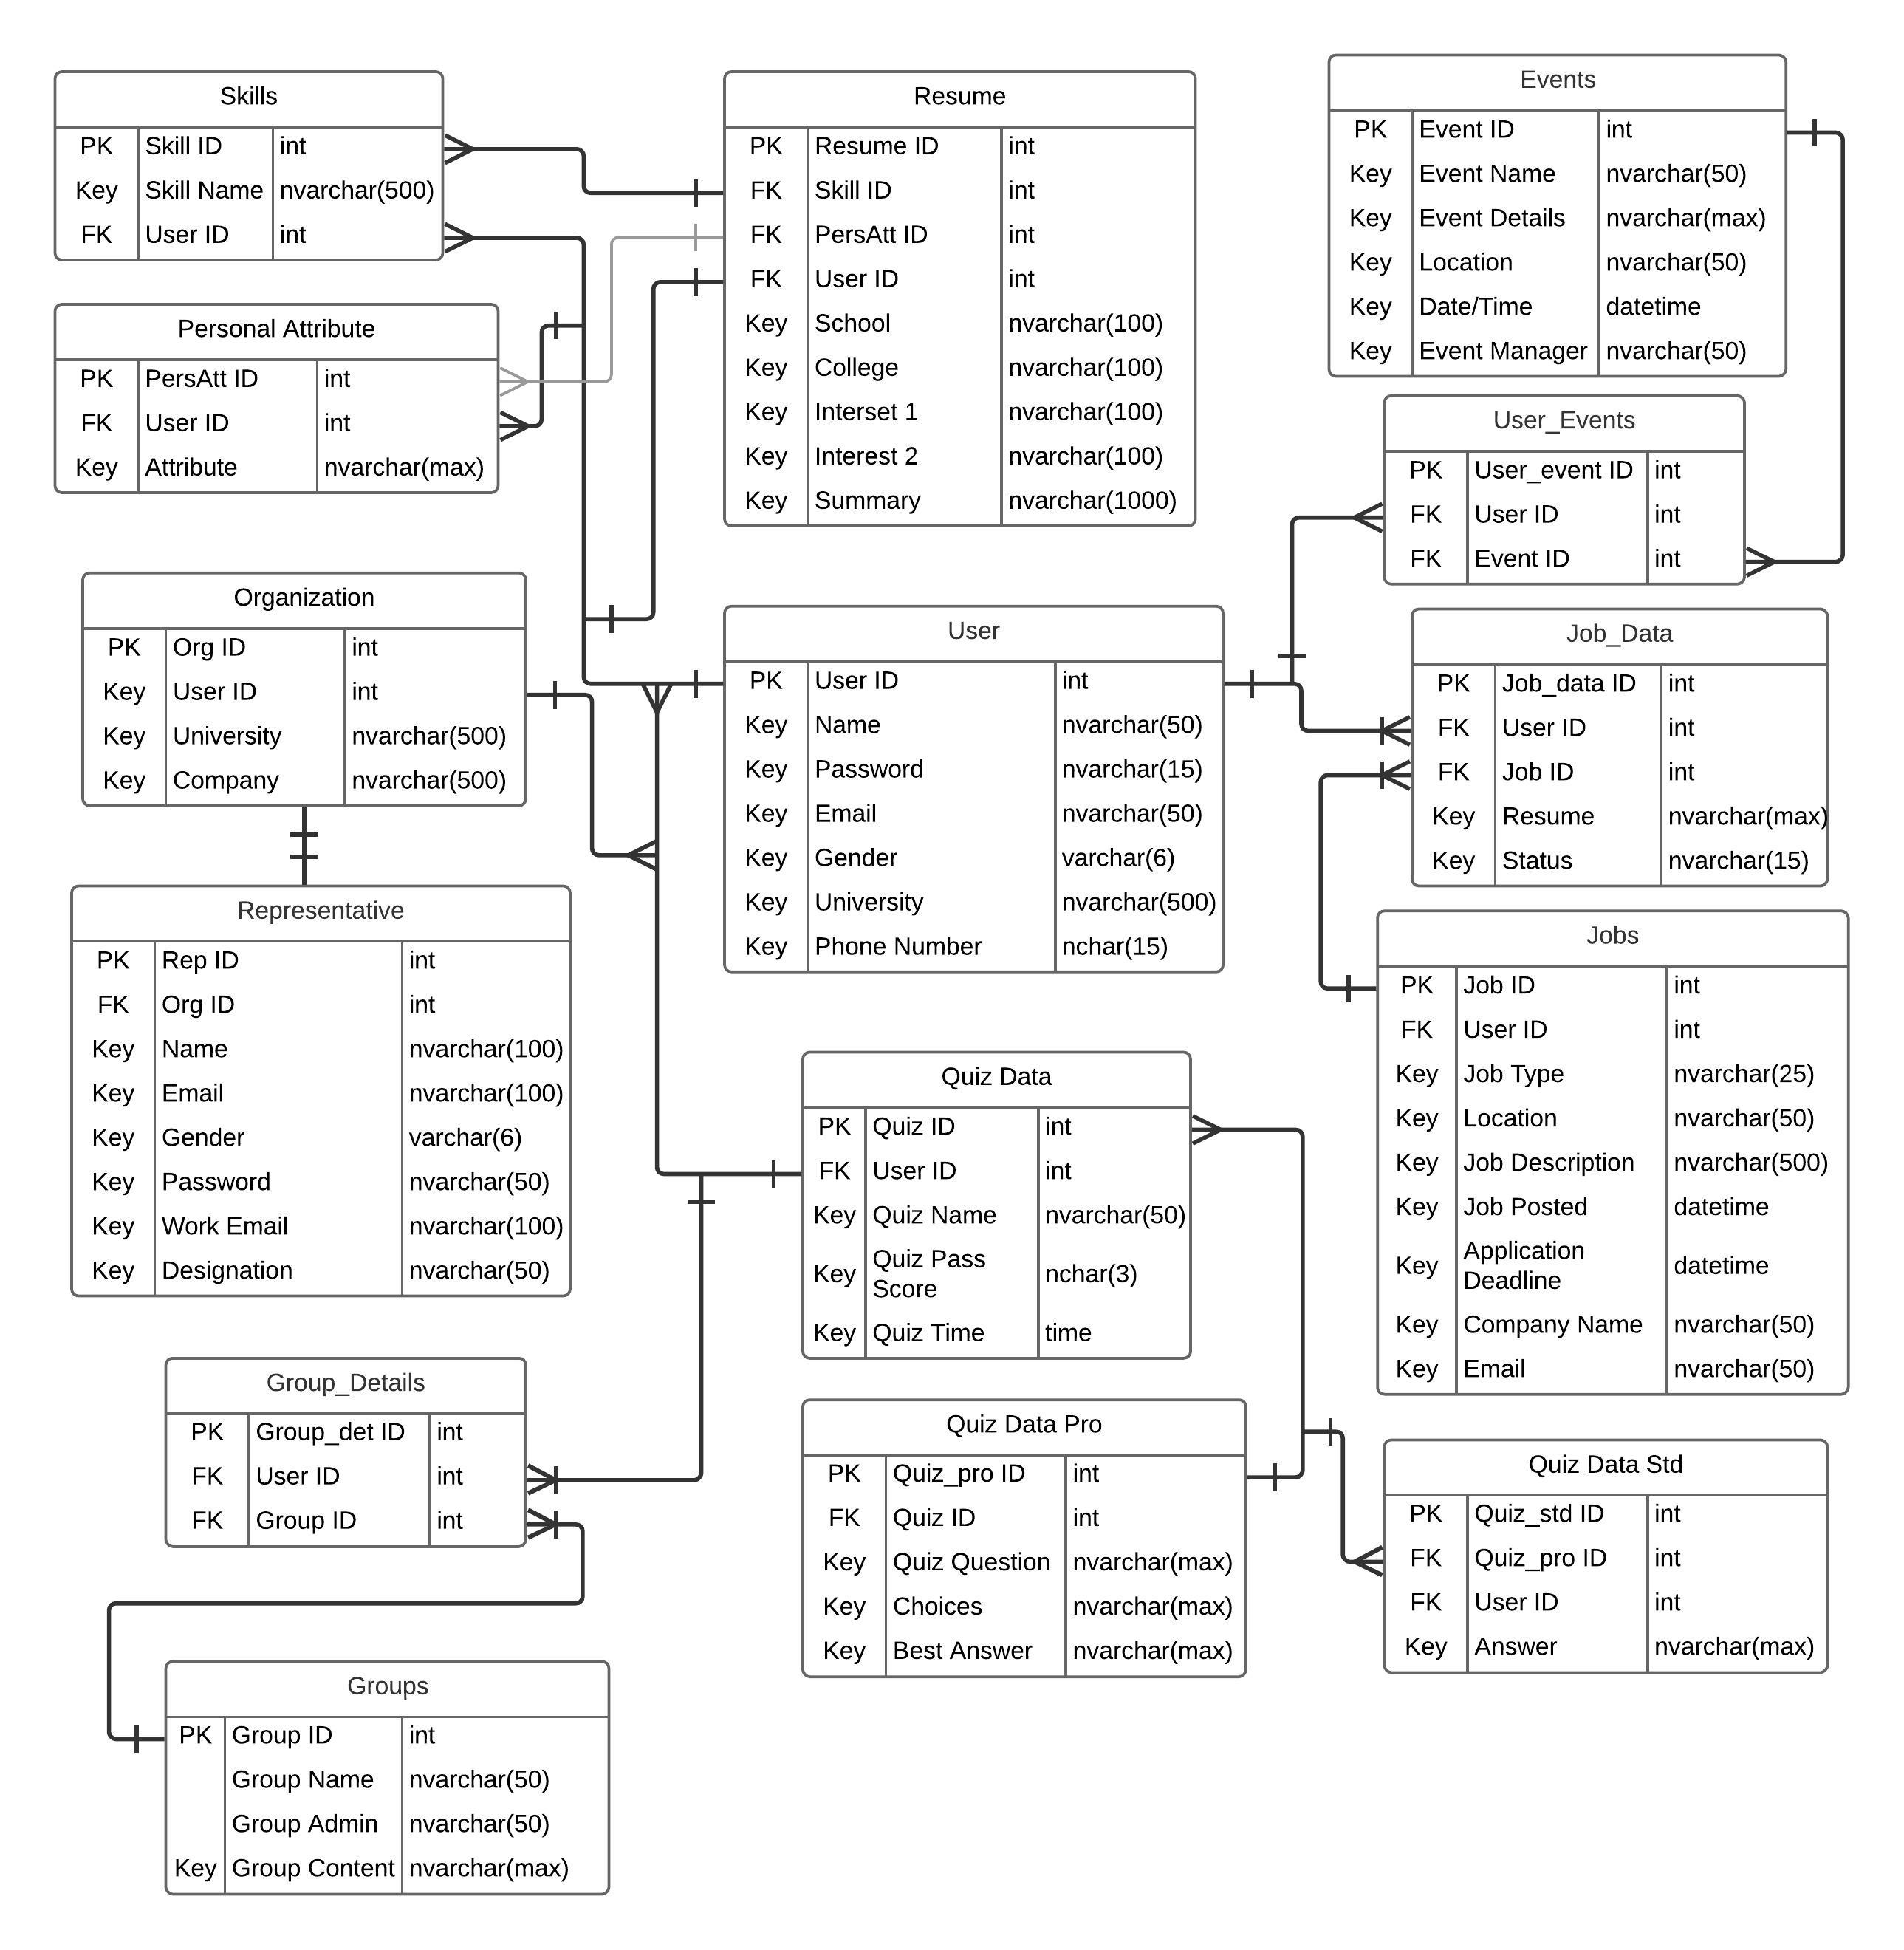 Skills
PK Skill ID int
Key Skill Name nvarchar(500)
FK User ID int
Resume
PK Resume ID int
FK Skill ID int
FK PersAtt ID int
FK User ID int
Key School nvarchar(100)
Key College nvarchar(100)
Key Interset 1 nvarchar(100)
Key Interest 2 nvarchar(100)
Key Summary nvarchar(1000)
Events
PK Event ID int
Key Event Name nvarchar(50)
Key Event Details nvarchar(max)
Key Location nvarchar(50)
Key Date/Time datetime
Key Event Manager nvarchar(50)
Personal Attribute
PK PersAtt ID int
FK User ID int
Key Attribute nvarchar(max)
User_Events
PK User_event ID int
FK User ID int
FK Event ID int
Organization
PK Org ID int
Key User ID int
Key University nvarchar(500)
Key Company nvarchar(500)
User
PK User ID int
Key Name nvarchar(50)
Key Password nvarchar(15)
Key Email nvarchar(50)
Key Gender varchar(6)
Key University nvarchar(500)
Key Phone Number nchar(15)
Job_Data
PK Job_data ID int
FK User ID int
FK Job ID int
Key Resume nvarchar(max)
Key Status nvarchar(15)
Representative
PK Rep ID int
FK Org ID int
Key Name nvarchar(100)
Key Email nvarchar(100)
Key Gender varchar(6)
Key Password nvarchar(50)
Key Work Email nvarchar(100)
Key Designation nvarchar(50)
Jobs
PK Job ID int
FK User ID int
Key Job Type nvarchar(25)
Key Location nvarchar(50)
Key Job Description nvarchar(500)
Key Job Posted datetime
Key Application
Deadline datetime
Key Company Name nvarchar(50)
Key Email nvarchar(50)
Quiz Data
PK Quiz ID int
FK User ID int
Key Quiz Name nvarchar(50)
Key Quiz Pass
Score nchar(3)
Key Quiz Time time
Group_Details
PK Group_det ID int
FK User ID int
FK Group ID int
Quiz Data Pro
PK Quiz_pro ID int
FK Quiz ID int
Key Quiz Question nvarchar(max)
Key Choices nvarchar(max)
Key Best Answer nvarchar(max)
Quiz Data Std
PK Quiz_std ID int
FK Quiz_pro ID int
FK User ID int
Key Answer nvarchar(max)
Groups
PK Group ID int
Group Name nvarchar(50)
Group Admin nvarchar(50)
Key Group Content nvarchar(max)